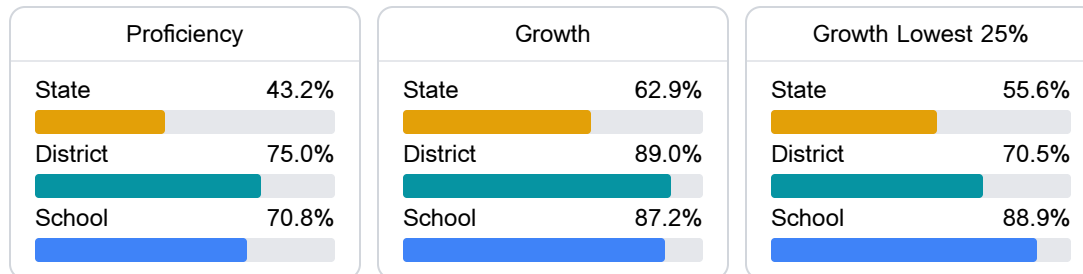 Proficiency
State 43.2%
District 75.0%
School 70.8%
Growth
State 62.9%
District 89.0%
School 87.2%
Growth Lowest 25%
State 55.6%
District 70.5%
School 88.9%